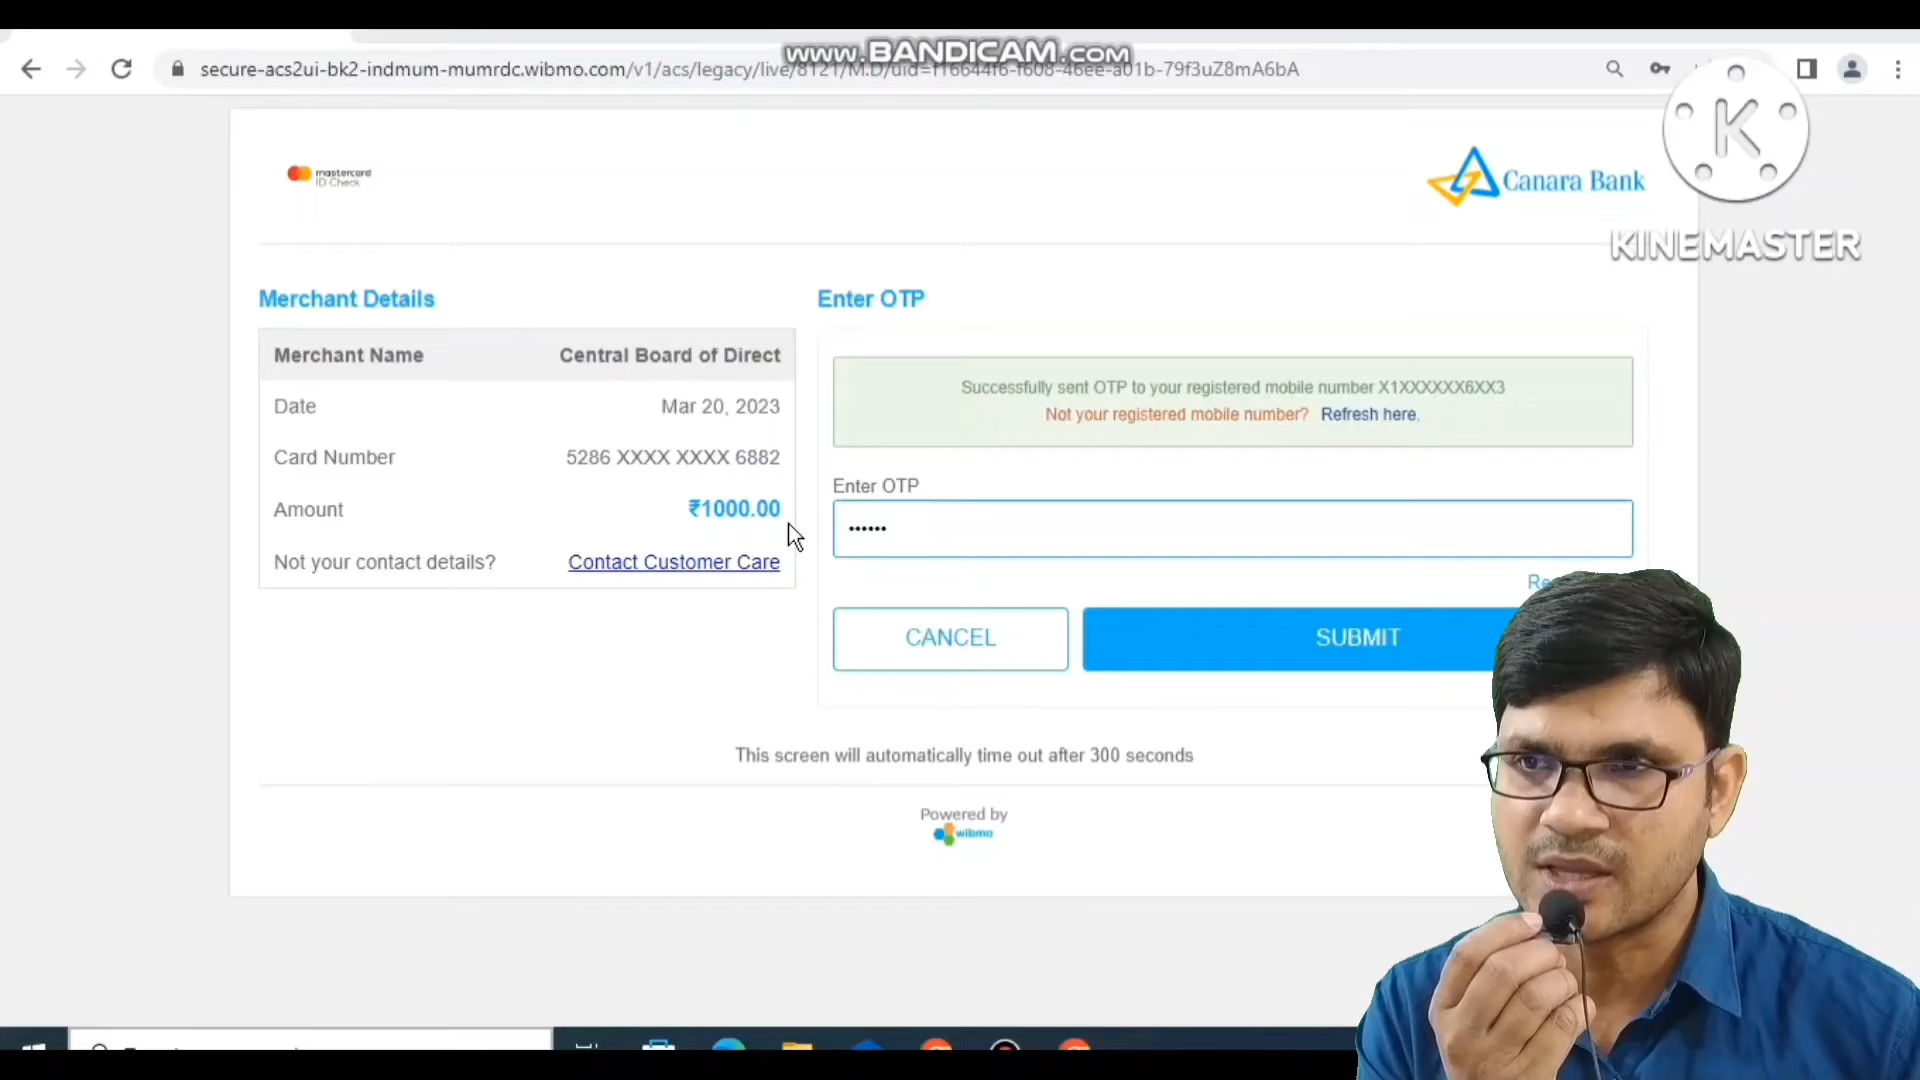 www.BANDICAM.com
secure-acs2ui-bk2-indmum-mumrdc.wibmo.com/v1/acs/legacy/live/8121/M.D/
mastercard
ID Check
Canara Bank
K
KINEMASTER
Merchant Details
Merchant Name Central Board of Direct
Date Mar 20, 2023
Card Number 5286 XXXX XXXX 6882
Amount ₹1000.00
Not your contact details? Contact Customer Care
Enter OTP
Successfully sent OTP to your registered mobile number X1XXXXXX6XX3
Not your registered mobile number? Refresh here.
Enter OTP
CANCEL
SUBMIT
This screen will automatically time out after 300 seconds
Powered by
wibmo